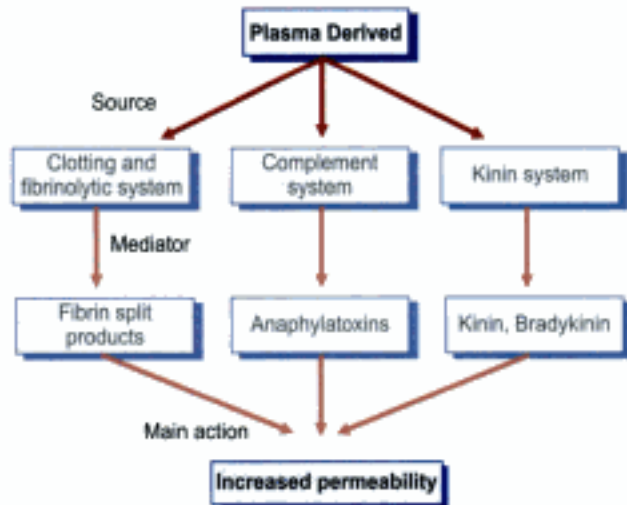 Plasma Derived
Source
Clotting and
fibrinolytic system
Complement
system
Kinin system
Mediator
Fibrin split
products
Anaphylatoxins
Kinin, Bradykinin
Main action
Increased permeability